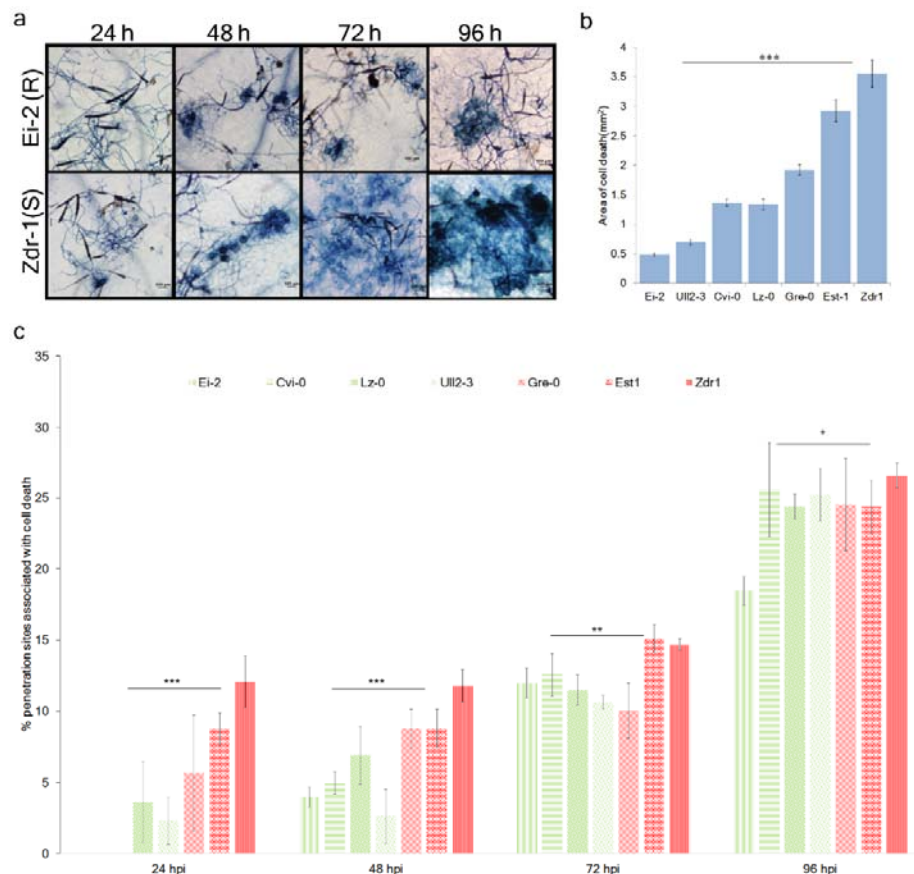 a
24 h 48 h 72 h 96 h
Ei-2 (R)
Zdr-1(S)
b
***
Area of cell death(mm²)
4
3.5
3
2.5
2
1.5
1
0.5
0
Ei-2 Ull2-3 Cvi-0 Lz-0 Gre-0 Est-1 Zdr1
c
% penetration sites associated with cell death
35
30
25
20
15
10
5
0
Ei-2 Cvi-0 Lz-0 Ull2-3 Gre-0 Est1 Zdr1
*** *** ** *
24 hpi 48 hpi 72 hpi 96 hpi